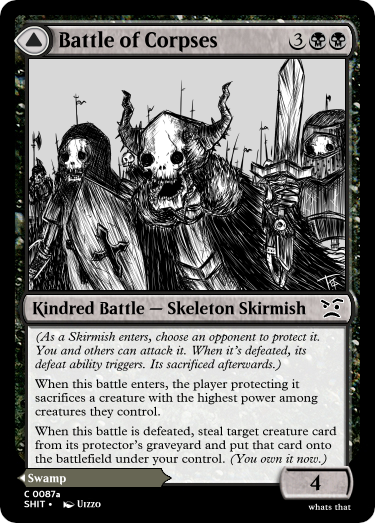 Battle of Corpses 3
Kindred Battle — Skeleton Skirmish
(As a Skirmish enters, choose an opponent to protect it.
You and others can attack it. When it's defeated, its
defeat ability triggers. Its sacrificed afterwards.)
When this battle enters, the player protecting it
sacrifices a creature with the highest power among
creatures they control.
When this battle is defeated, steal target creature card
from its protector's graveyard and put that card onto
the battlefield under your control. (You own it now.)
Swamp
4
C 0087a
SHIT • Uizzo
whats that